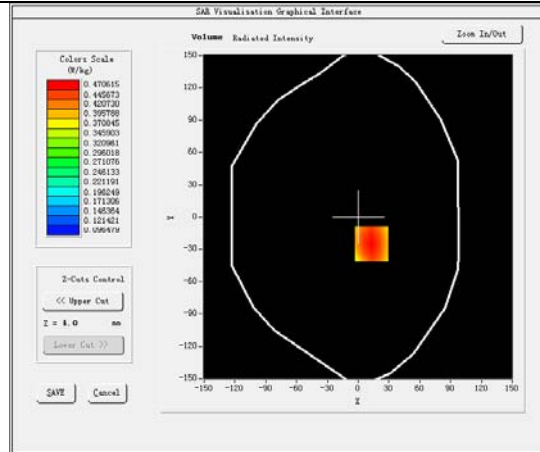 SAR Visualisation Graphical Interface
Volume Radiated Intensity
Zoom In/Out
Colors Scale
(W/kg)
0.470615
0.445673
0.420730
0.395788
0.370845
0.345903
0.320961
0.296018
0.271076
0.246133
0.221191
0.196249
0.171306
0.146364
0.121421
0.096479
Z-Cuts Control
<< Upper Cut
Z = 4.0 mm
Lower Cut >>
SAVE
Cancel
150
120
90
60
30
0
-30
-60
-90
-120
-150
Y
-150 -120 -90 -60 -30 0 30 60 90 120 150
X